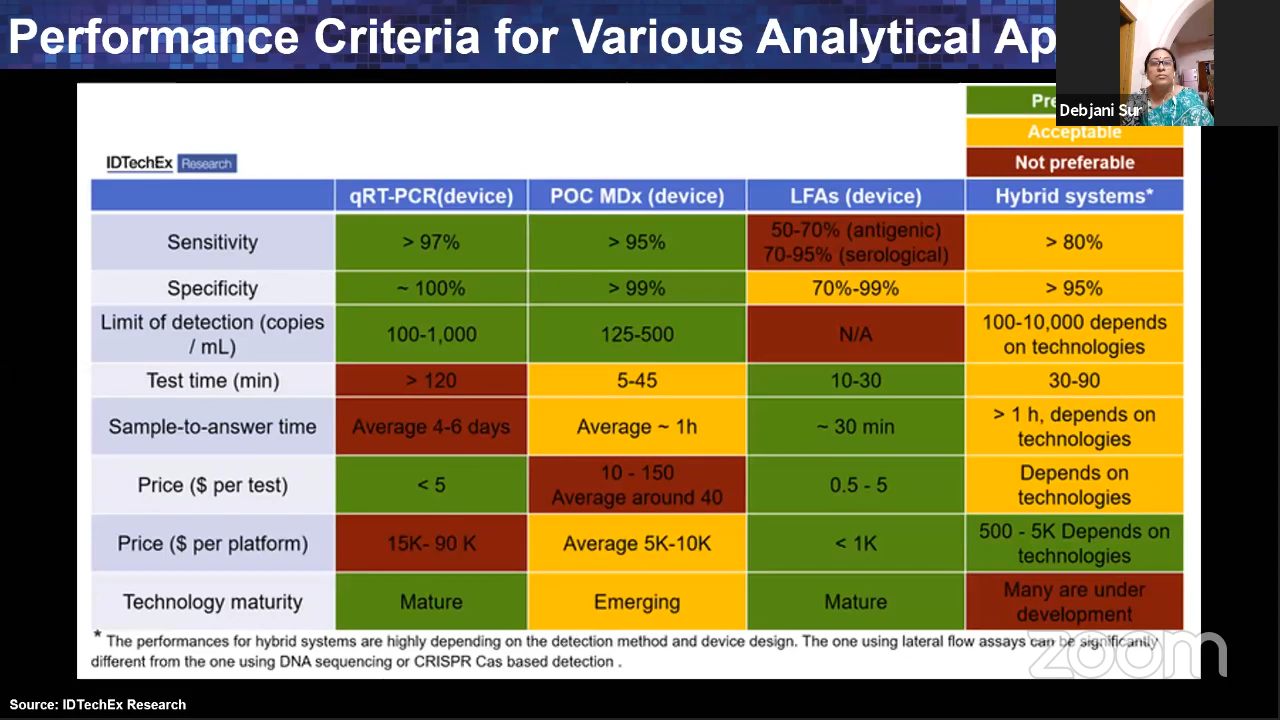 Performance Criteria for Various Analytical Ap
Debjani Sur
Pre
Acceptable
Not preferable
IDTechEx Research
qRT-PCR(device) POC MDx (device) LFAs (device) Hybrid systems*
Sensitivity > 97% > 95% 50-70% (antigenic) 70-95% (serological) > 80%
Specificity ~ 100% > 99% 70%-99% > 95%
Limit of detection (copies / mL) 100-1,000 125-500 N/A 100-10,000 depends on technologies
Test time (min) > 120 5-45 10-30 30-90
Sample-to-answer time Average 4-6 days Average ~ 1h ~ 30 min > 1 h, depends on technologies
Price ($ per test) < 5 10 - 150 Average around 40 0.5 - 5 Depends on technologies
Price ($ per platform) 15K- 90 K Average 5K-10K < 1K 500 - 5K Depends on technologies
Technology maturity Mature Emerging Mature Many are under development
* The performances for hybrid systems are highly depending on the detection method and device design. The one using lateral flow assays can be significantly
different from the one using DNA sequencing or CRISPR Cas based detection .
zoom
Source: IDTechEx Research